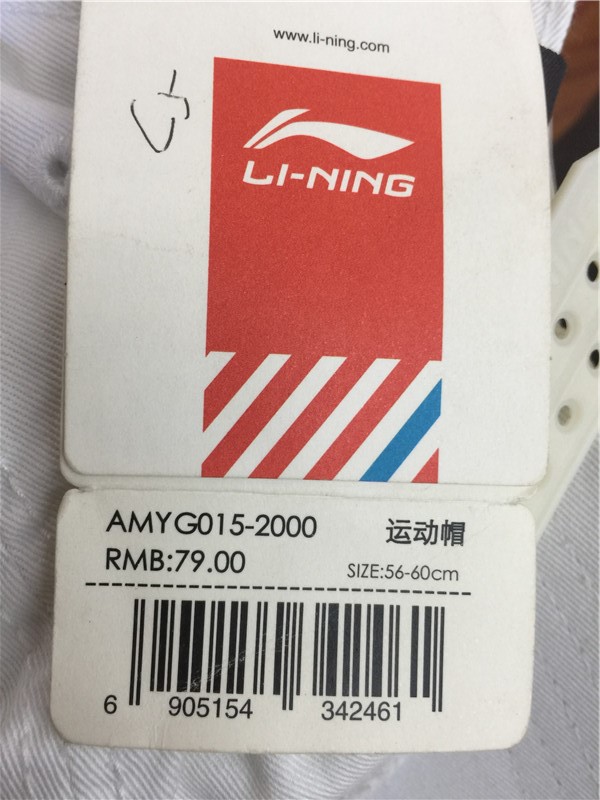 www.li-ning.com
LI-NING
AMYG015-2000 运动帽
RMB:79.00 SIZE:56-60cm
6 905154 342461